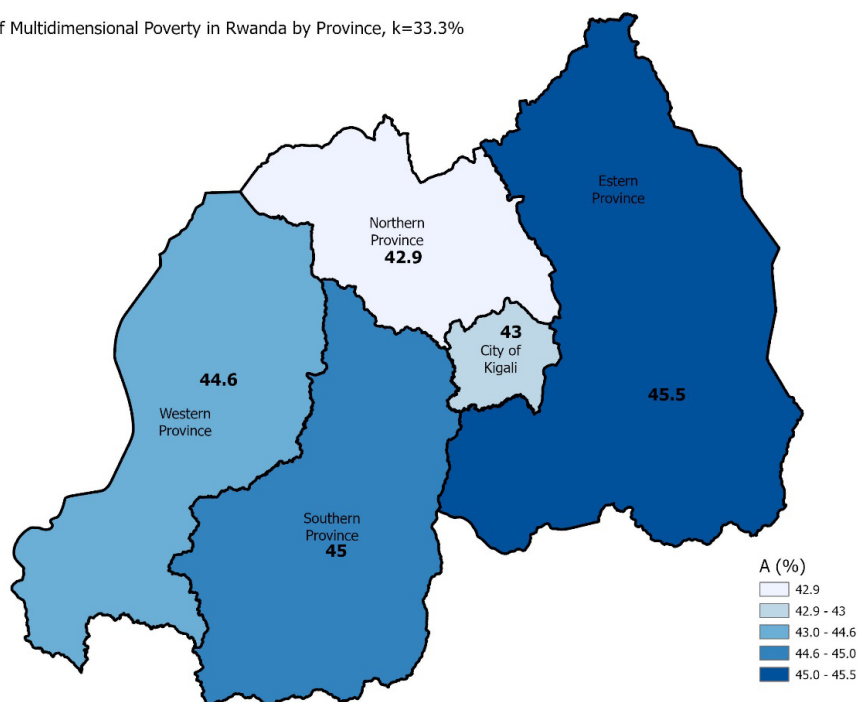 f Multidimensional Poverty in Rwanda by Province, k=33.3%
Estern
Province
Northern
Province
42.9
43
City of
Kigali
44.6
Western
Province
45.5
Southern
Province
45
A (%)
42.9
42.9 - 43
43.0 - 44.6
44.6 - 45.0
45.0 - 45.5